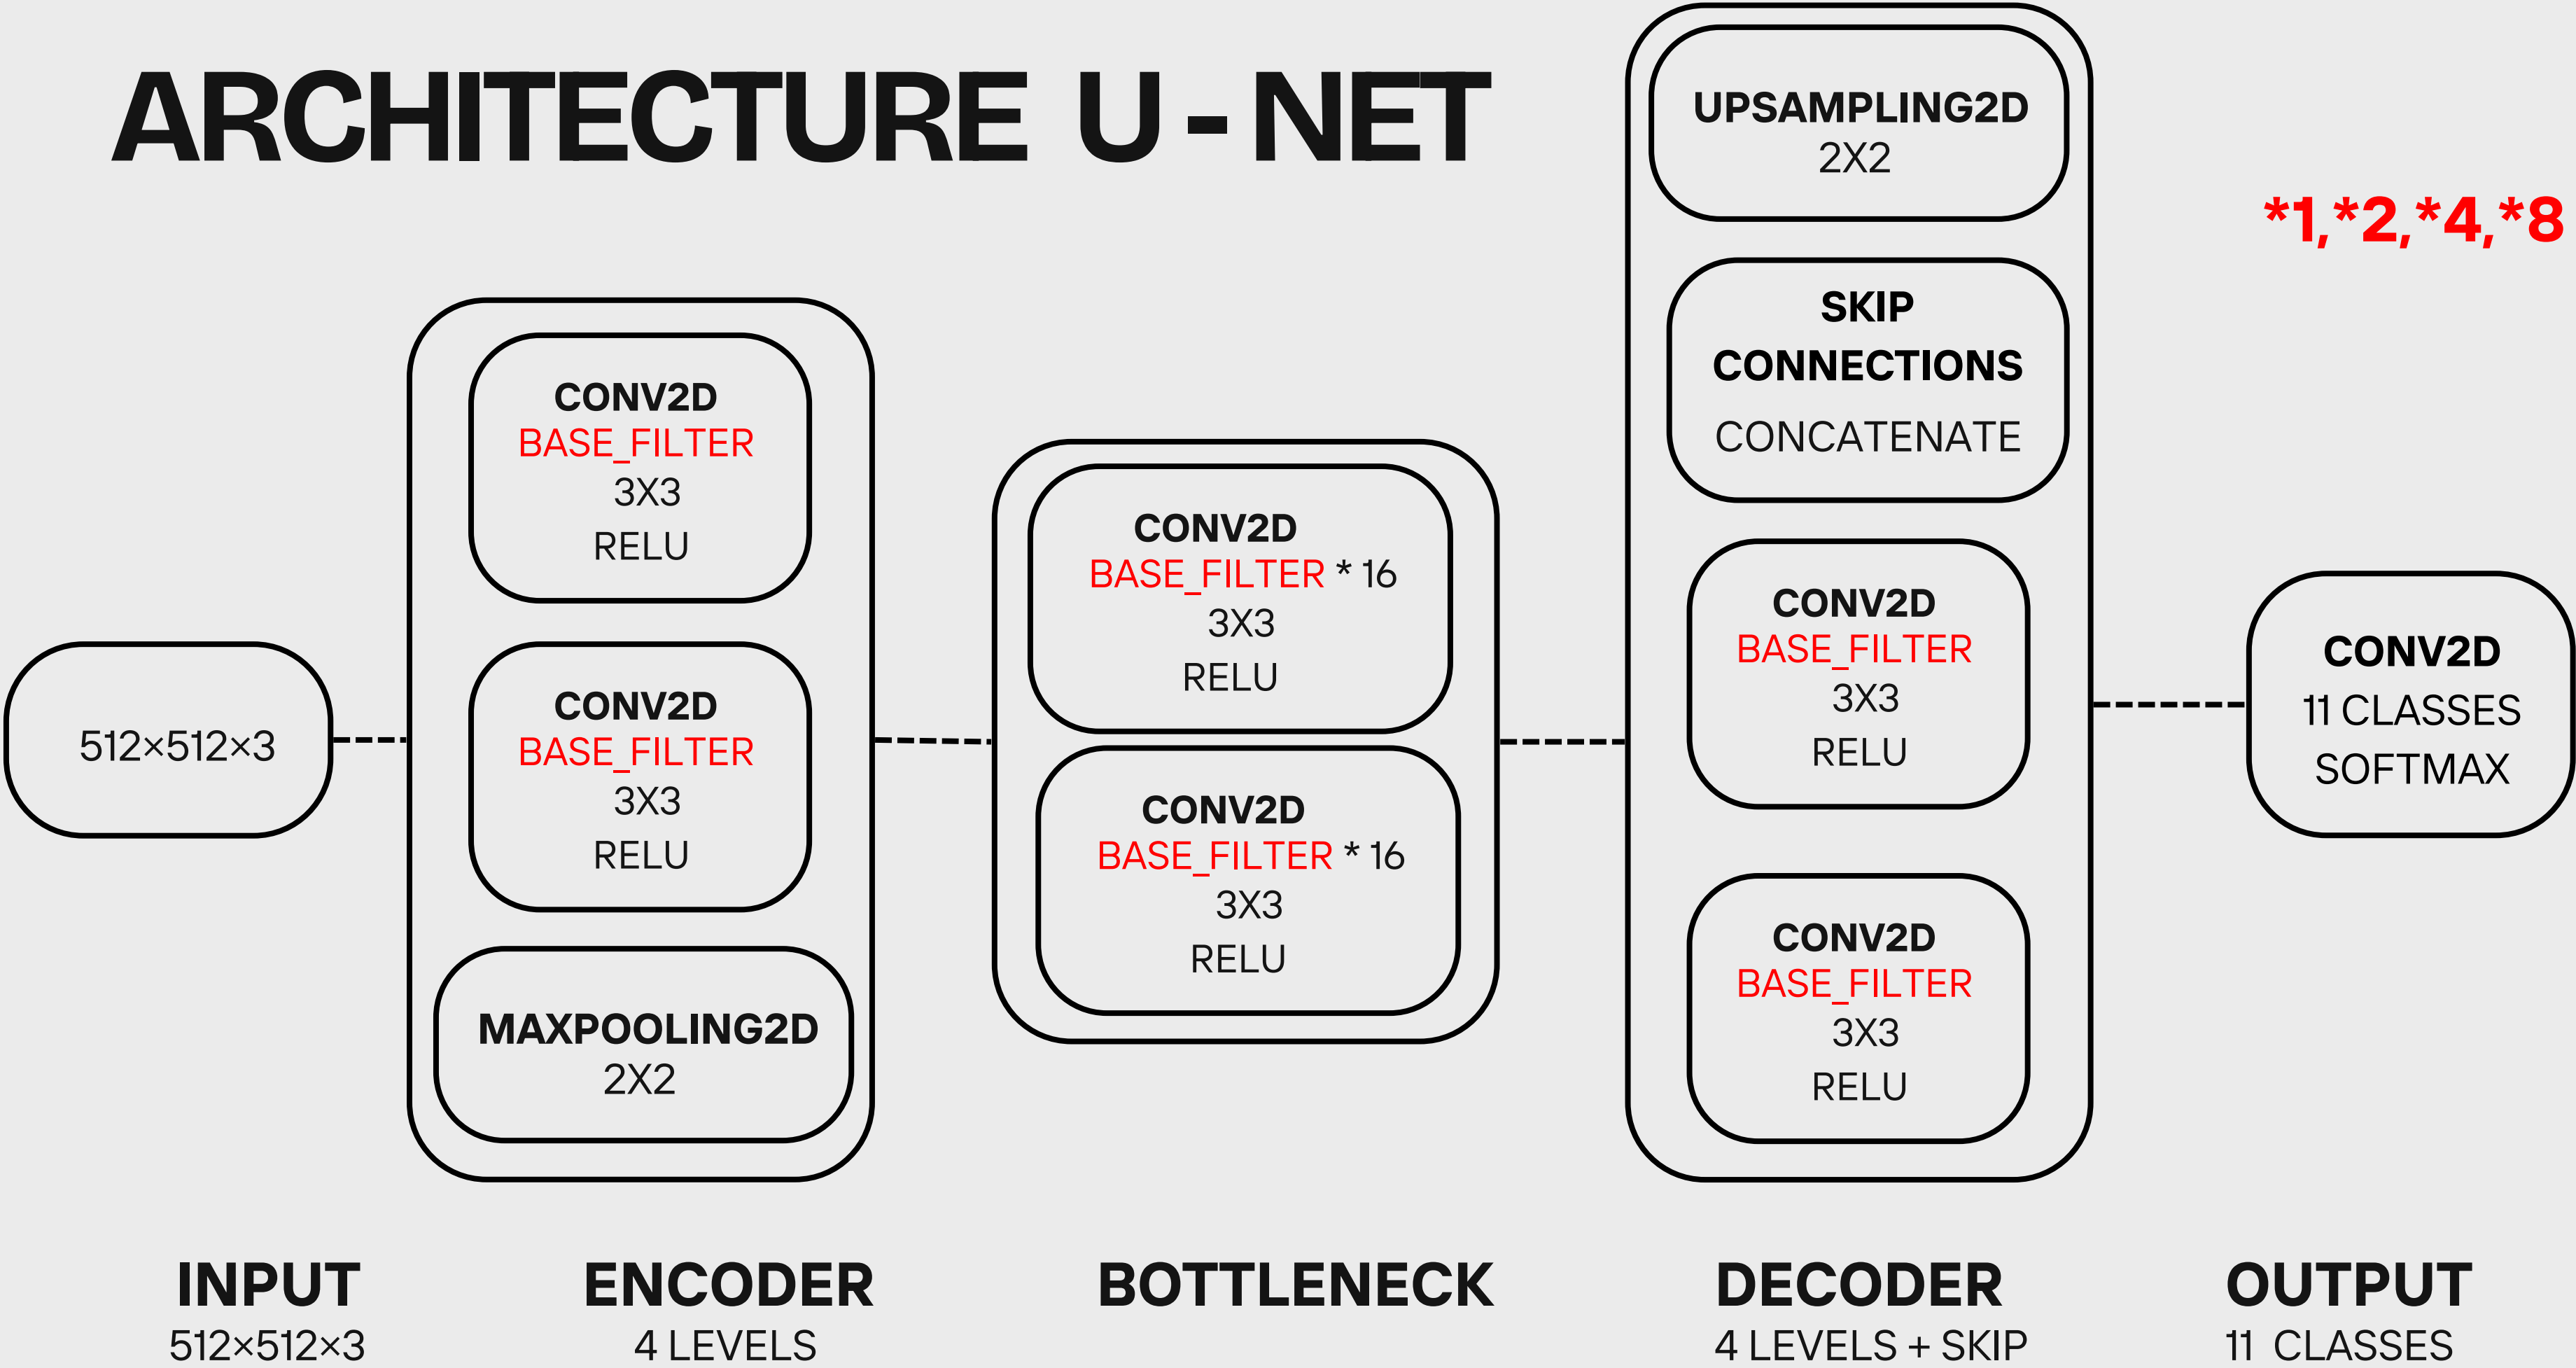 ARCHITECTURE U-NET
*1,*2,*4,*8
512×512×3
CONV2D
BASE_FILTER
3X3
RELU
CONV2D
BASE_FILTER
3X3
RELU
MAXPOOLING2D
2X2
CONV2D
BASE_FILTER * 16
3X3
RELU
CONV2D
BASE_FILTER * 16
3X3
RELU
UPSAMPLING2D
2X2
SKIP
CONNECTIONS
CONCATENATE
CONV2D
BASE_FILTER
3X3
RELU
CONV2D
BASE_FILTER
3X3
RELU
CONV2D
11 CLASSES
SOFTMAX
INPUT
512×512×3
ENCODER
4 LEVELS
BOTTLENECK
DECODER
4 LEVELS + SKIP
OUTPUT
11 CLASSES